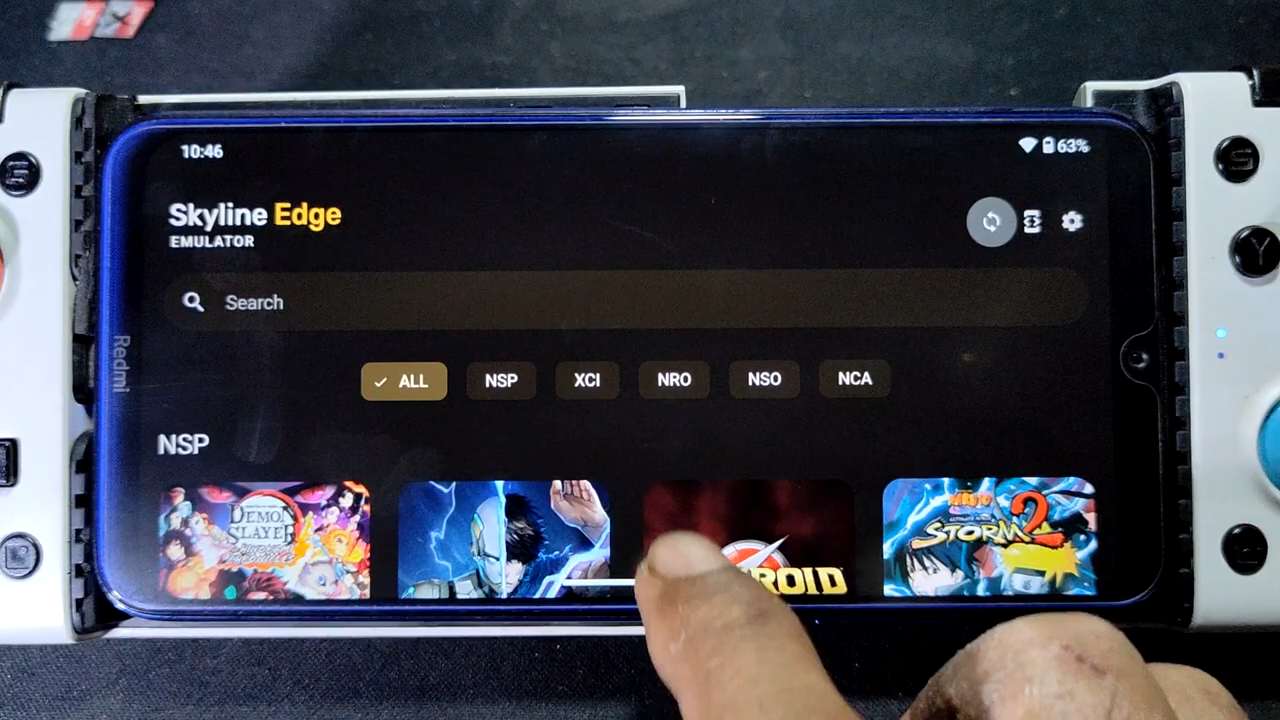 10:46
63%
Skyline Edge
EMULATOR
Search
ALL
NSP
XCI
NRO
NSO
NCA
NSP
DEMON
SLAYER
STORM 2
ROID
Redmi
S
Y